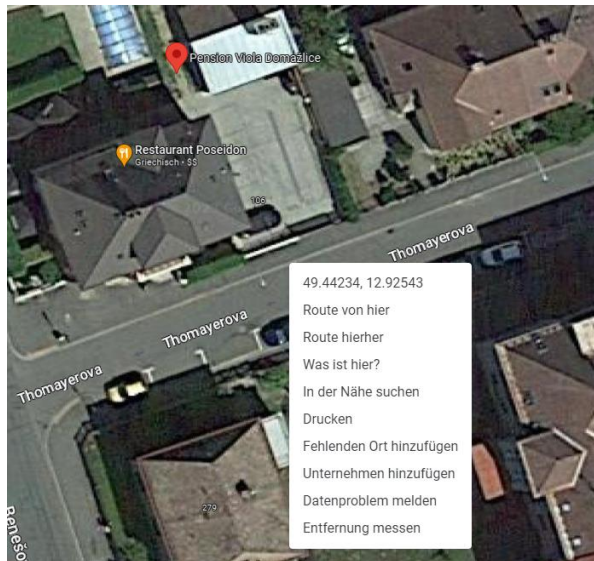 Pension Viola Domažlice
Restaurant Poseidon
Griechisch - $$
106
Thomayerova
49.44234, 12.92543
Route von hier
Route hierher
Was ist hier?
In der Nähe suchen
Drucken
Fehlenden Ort hinzufügen
Unternehmen hinzufügen
Datenproblem melden
Entfernung messen
Thomayerova
Thomayerova
279
Benešo